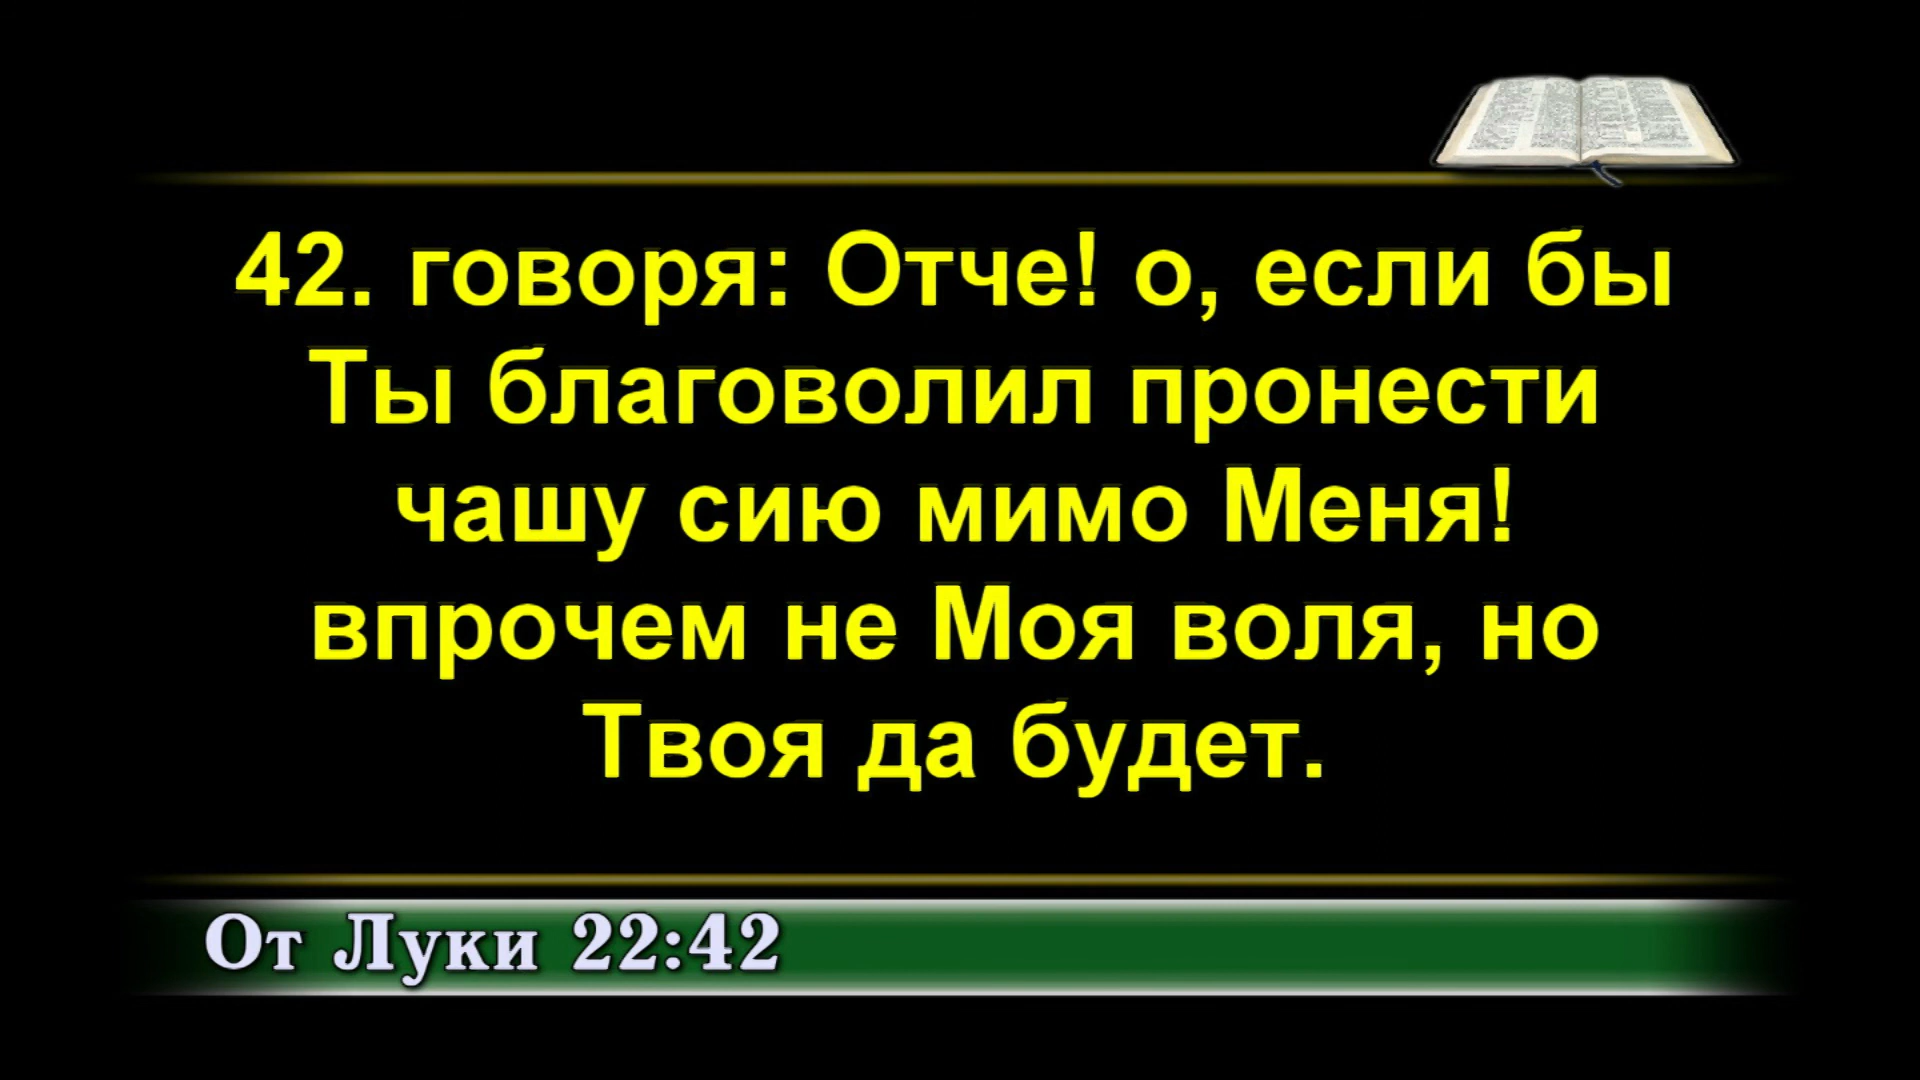 42. говоря: Отче! о, если бы
Ты благоволил пронести
чашу сию мимо Меня!
впрочем не Моя воля, но
Твоя да будет.
От Луки 22:42